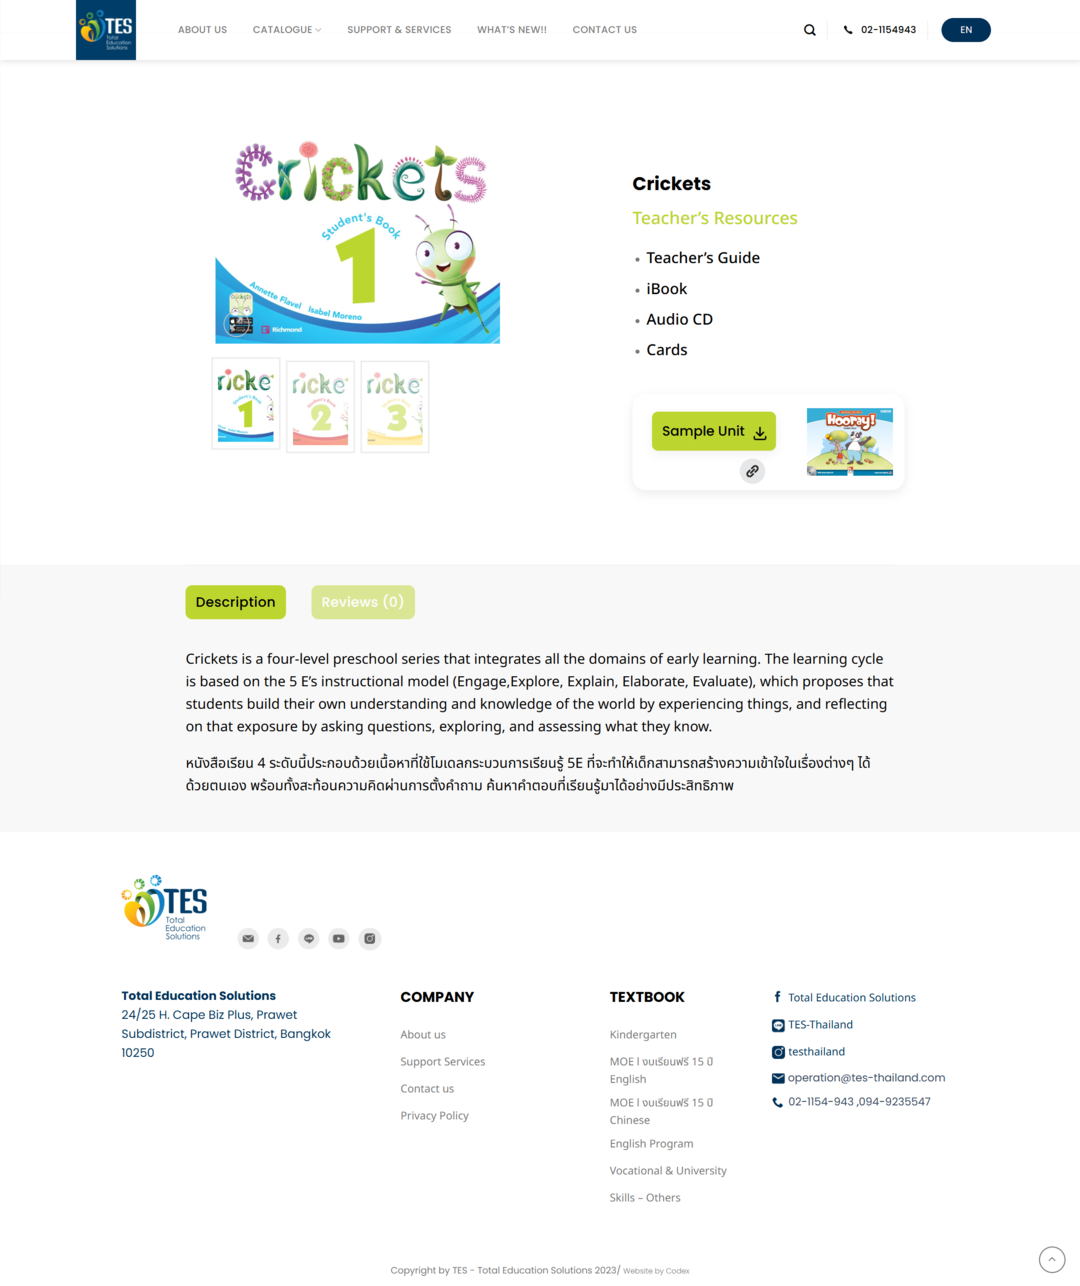 TES
Total
Education
Solutions
ABOUT US
CATALOGUE
SUPPORT & SERVICES
WHAT'S NEW!!
CONTACT US
02-1154943
EN
Crickets
Student's Book
1
Annette Flavel Isabel Moreno
Richmond
ricke
Student's Book
1
ricke
Student's Book
2
ricke
Student's Book
3
Crickets
Teacher's Resources
Teacher's Guide
iBook
Audio CD
Cards
Sample Unit
Hooray!
Description
Reviews (0)
Crickets is a four-level preschool series that integrates all the domains of early learning. The learning cycle
is based on the 5 E's instructional model (Engage,Explore, Explain, Elaborate, Evaluate), which proposes that
students build their own understanding and knowledge of the world by experiencing things, and reflecting
on that exposure by asking questions, exploring, and assessing what they know.
หนังสือเรียน 4 ระดับนี้ประกอบด้วยเนื้อหาที่ใช้โมเดลกระบวนการเรียนรู้ 5E ที่จะทำให้เด็กสามารถสร้างความเข้าใจในเรื่องต่างๆ ได้
ด้วยตนเอง พร้อมทั้งสะท้อนความคิดผ่านการตั้งคำถาม ค้นหาคำตอบที่เรียนรู้มาได้อย่างมีประสิทธิภาพ
TES
Total
Education
Solutions
Total Education Solutions
24/25 H. Cape Biz Plus, Prawet
Subdistrict, Prawet District, Bangkok
10250
COMPANY
About us
Support Services
Contact us
Privacy Policy
TEXTBOOK
Kindergarten
MOE l งบเรียนฟรี 15 ปี
English
MOE l งบเรียนฟรี 15 ปี
Chinese
English Program
Vocational & University
Skills – Others
Total Education Solutions
TES-Thailand
testhailand
operation@tes-thailand.com
02-1154-943 ,094-9235547
Copyright by TES - Total Education Solutions 2023/ Website by Codex